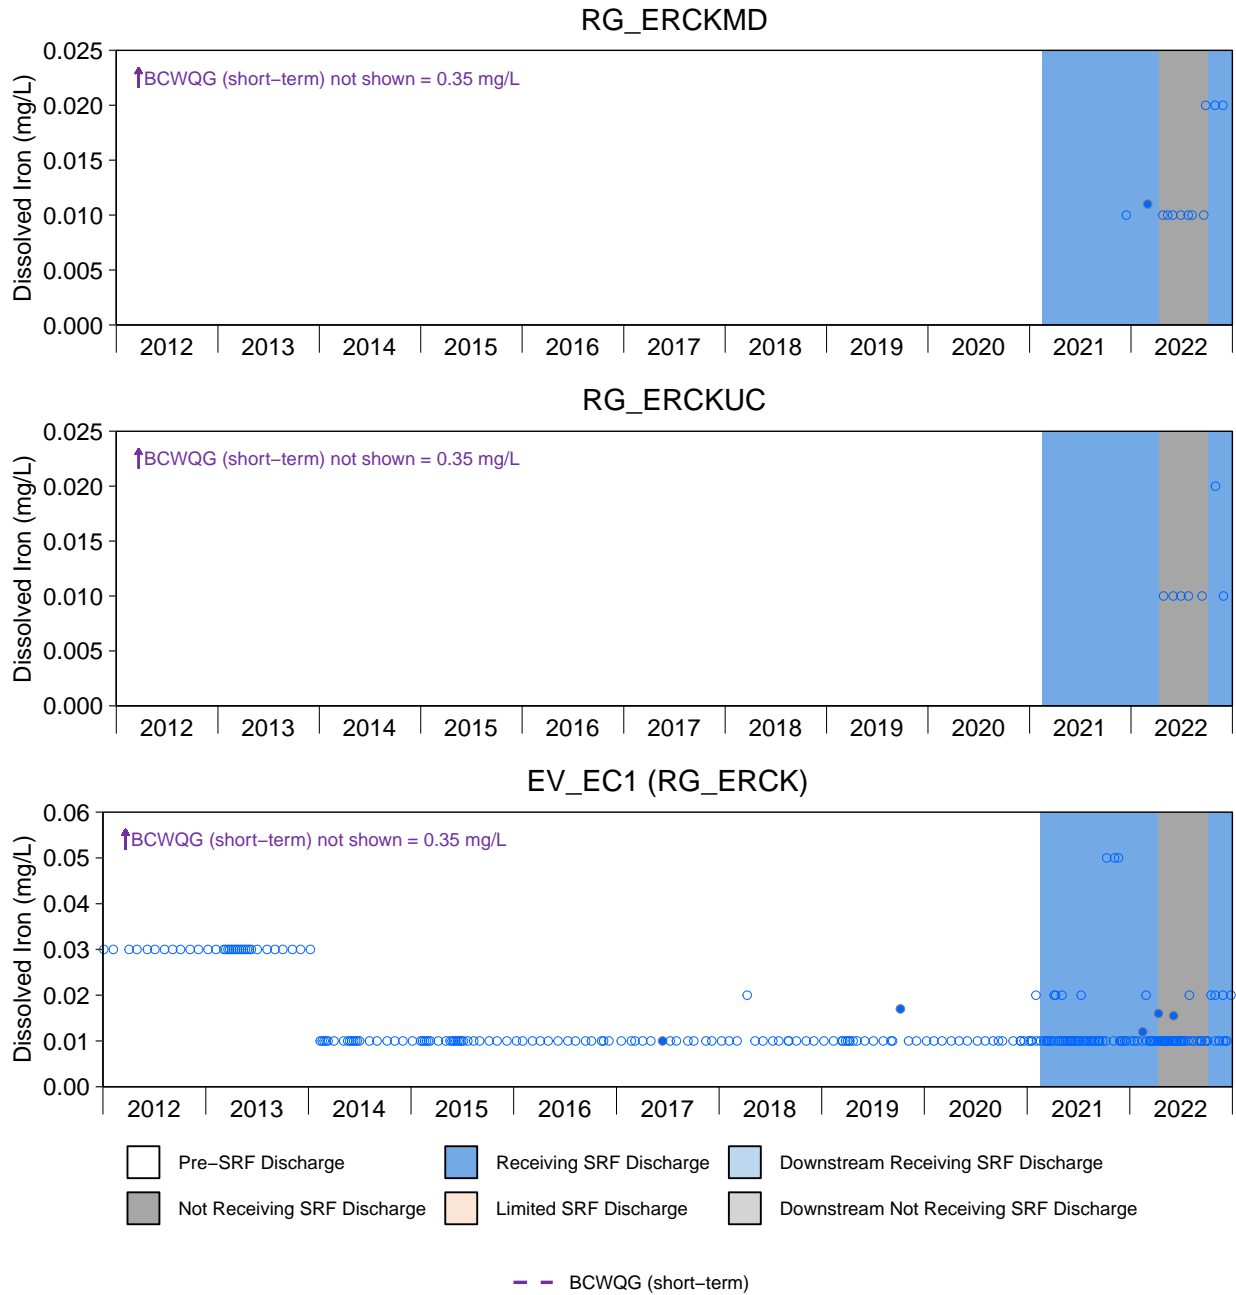 RG_ERCKMD
Dissolved Iron (mg/L)
0.025
0.020
0.015
0.010
0.005
0.000
BCWQG (short−term) not shown = 0.35 mg/L
2012 2013 2014 2015 2016 2017 2018 2019 2020 2021 2022
RG_ERCKUC
Dissolved Iron (mg/L)
0.025
0.020
0.015
0.010
0.005
0.000
BCWQG (short−term) not shown = 0.35 mg/L
2012 2013 2014 2015 2016 2017 2018 2019 2020 2021 2022
EV_EC1 (RG_ERCK)
Dissolved Iron (mg/L)
0.06
0.05
0.04
0.03
0.02
0.01
0.00
BCWQG (short−term) not shown = 0.35 mg/L
2012 2013 2014 2015 2016 2017 2018 2019 2020 2021 2022
Pre−SRF Discharge Receiving SRF Discharge Downstream Receiving SRF Discharge
Not Receiving SRF Discharge Limited SRF Discharge Downstream Not Receiving SRF Discharge
BCWQG (short−term)